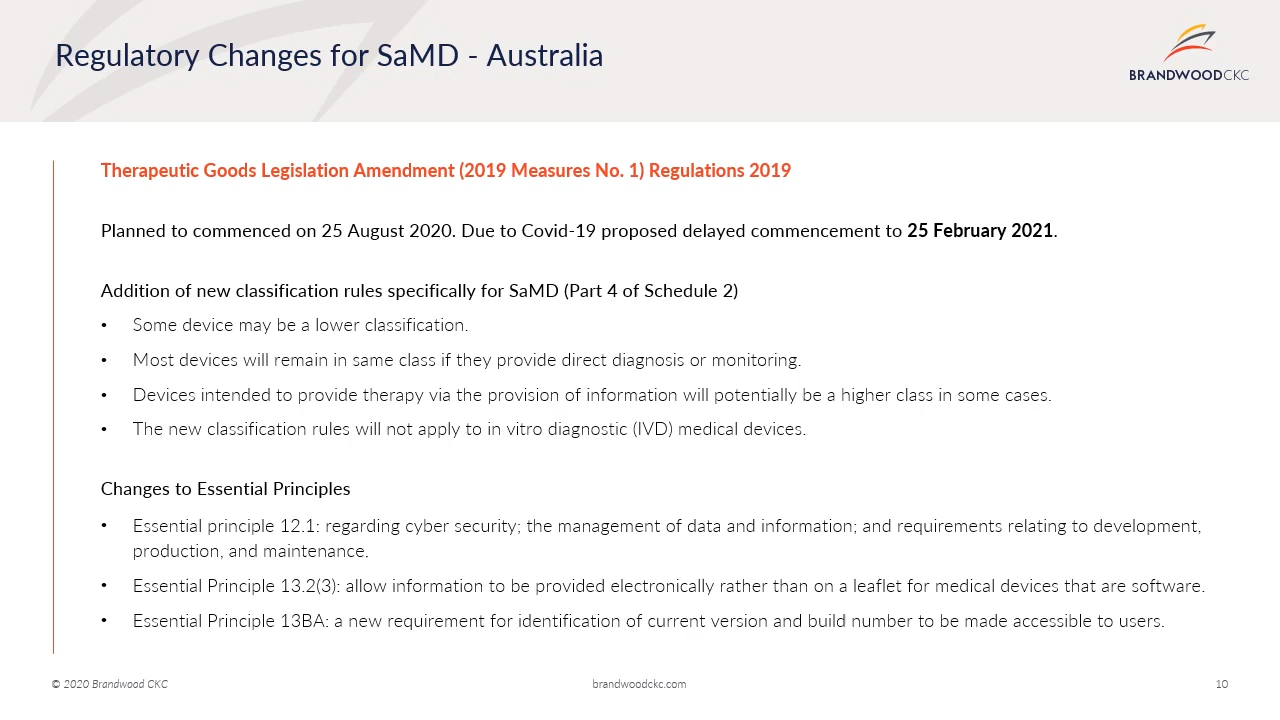 Regulatory Changes for SaMD - Australia
BRANDWOODCKC
Therapeutic Goods Legislation Amendment (2019 Measures No. 1) Regulations 2019
Planned to commenced on 25 August 2020. Due to Covid-19 proposed delayed commencement to 25 February 2021.
Addition of new classification rules specifically for SaMD (Part 4 of Schedule 2)
• Some device may be a lower classification.
• Most devices will remain in same class if they provide direct diagnosis or monitoring.
• Devices intended to provide therapy via the provision of information will potentially be a higher class in some cases.
• The new classification rules will not apply to in vitro diagnostic (IVD) medical devices.
Changes to Essential Principles
• Essential principle 12.1: regarding cyber security; the management of data and information; and requirements relating to development,
production, and maintenance.
• Essential Principle 13.2(3): allow information to be provided electronically rather than on a leaflet for medical devices that are software.
• Essential Principle 13BA: a new requirement for identification of current version and build number to be made accessible to users.
© 2020 Brandwood CKC
brandwoodckc.com
10